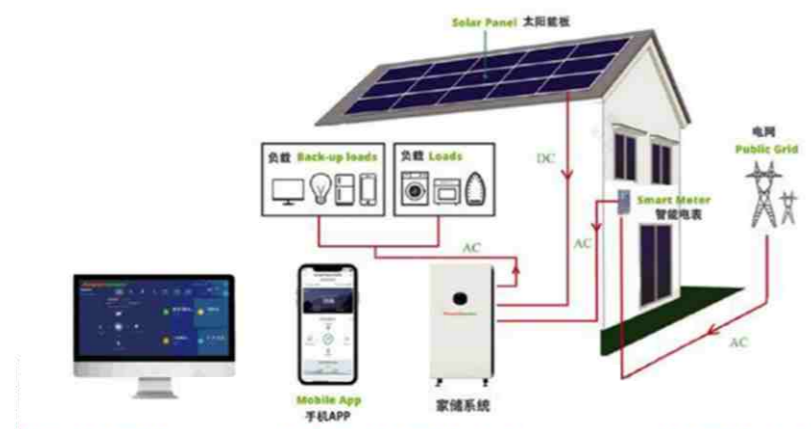 Solar Panel 太阳能板
电网
Public Grid
负载 Back-up loads
负载 Loads
DC
Smart Meter
智能电表
AC
AC
AC
Mobile App
手机APP
家储系统